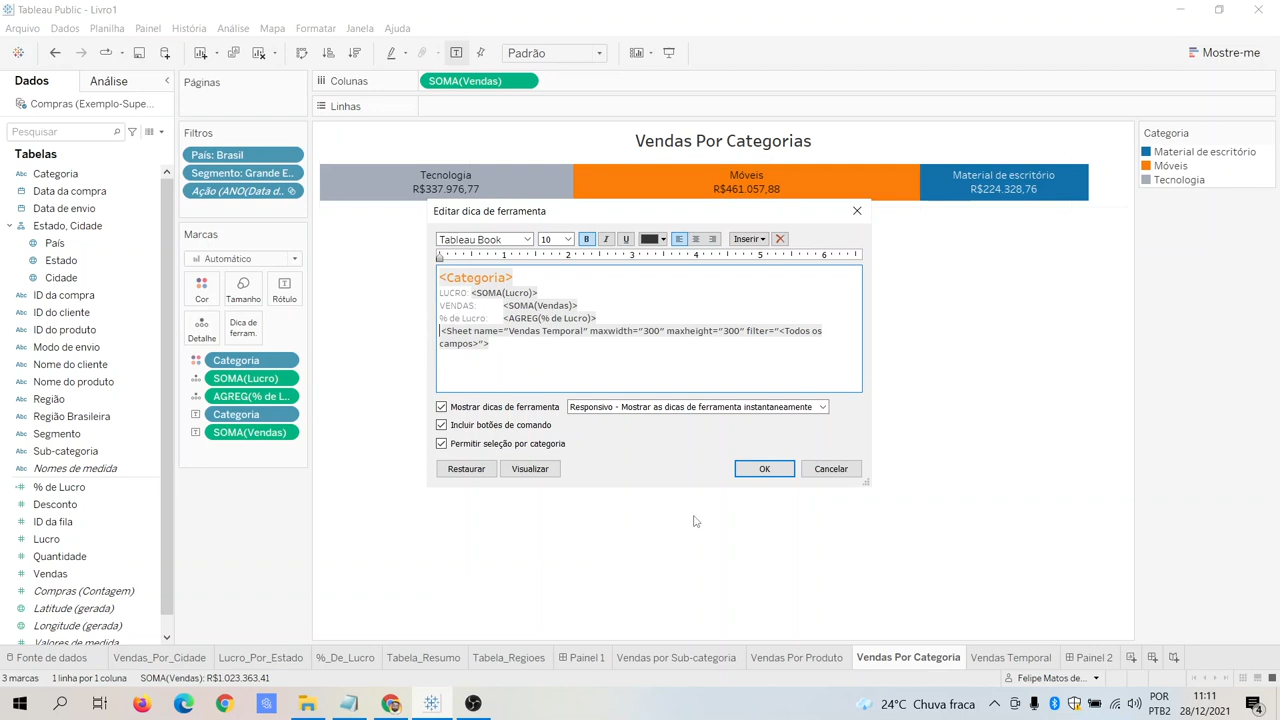 Tableau Public - Livro1
Arquivo Dados Planilha Painel História Análise Mapa Formatar Janela Ajuda
Padrão
Mostre-me
Dados Análise
Compras (Exemplo-Supe...
Pesquisar
Tabelas
Categoria
Data da compra
Data de envio
Estado, Cidade
País
Estado
Cidade
ID da compra
ID do cliente
ID do produto
Modo de envio
Nome do cliente
Nome do produto
Região
Região Brasileira
Segmento
Sub-categoria
Nomes de medida
% de Lucro
Desconto
ID da fila
Lucro
Quantidade
Vendas
Compras (Contagem)
Latitude (gerada)
Longitude (gerada)
Valores de medida
Páginas
Filtros
País: Brasil
Segmento: Grande E..
Ação (ANO(Data d..
Marcas
Automático
Cor Tamanho Rótulo
Detalhe
Dica de
ferram.
Categoria
SOMA(Lucro)
AGREG(% de L..
Categoria
SOMA(Vendas)
Colunas
SOMA(Vendas)
Linhas
Vendas Por Categorias
Tecnologia
R$337.976,77
Móveis
R$461.057,88
Material de escritório
R$224.328,76
Categoria
Material de escritório
Móveis
Tecnologia
Editar dica de ferramenta
Tableau Book
10
B I U
Inserir
1 2 3 4 5 6
<Categoria>
LUCRO: <SOMA(Lucro)>
VENDAS: <SOMA(Vendas)>
% de Lucro: <AGREG(% de Lucro)>
<Sheet name="Vendas Temporal" maxwidth="300" maxheight="300" filter="<Todos os
campos>">
Mostrar dicas de ferramenta
Responsivo - Mostrar as dicas de ferramenta instantaneamente
Incluir botões de comando
Permitir seleção por categoria
Restaurar Visualizar OK Cancelar
Fonte de dados Vendas_Por_Cidade Lucro_Por_Estado %_De_Lucro Tabela_Resumo Tabela_Regioes Painel 1 Vendas por Sub-categoria Vendas Por Produto Vendas Por Categoria Vendas Temporal Painel 2
3 marcas 1 linha por 1 coluna SOMA(Vendas): R$1.023.363,41
Felipe Matos de...
24°C Chuva fraca
POR
PTB2
11:11
28/12/2021
4